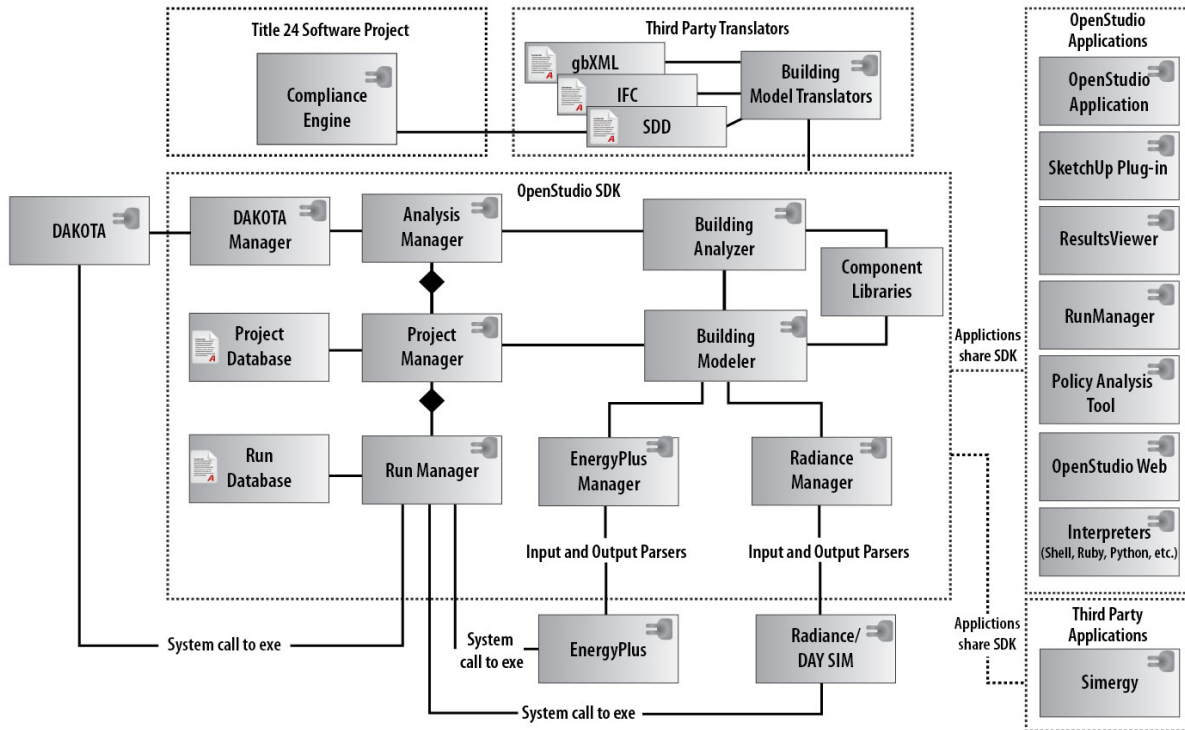 Title 24 Software Project
Compliance
Engine
Third Party Translators
gbXML
IFC
SDD
Building
Model Translators
OpenStudio
Applications
OpenStudio
Application
SketchUp Plug-in
ResultsViewer
RunManager
Policy Analysis
Tool
OpenStudio Web
Interpreters
(Shell, Ruby, Python, etc.)
OpenStudio SDK
DAKOTA
DAKOTA
Manager
Analysis
Manager
Building
Analyzer
Component
Libraries
Project
Database
Project
Manager
Building
Modeler
Applictions
share SDK
Run
Database
Run Manager
EnergyPlus
Manager
Radiance
Manager
Input and Output Parsers
Input and Output Parsers
System call to exe
System
call to exe
EnergyPlus
Radiance/
DAY SIM
System call to exe
Applictions
share SDK
Third Party
Applications
Simergy